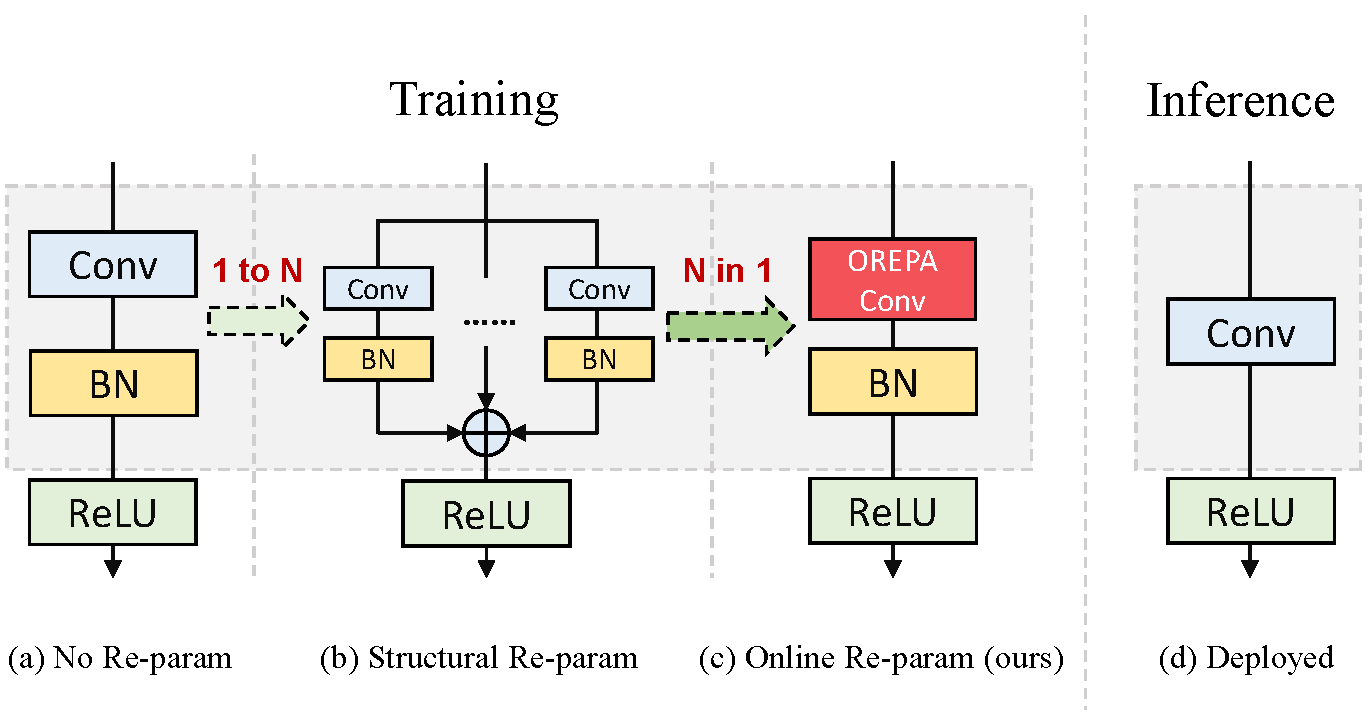 Training
Inference
Conv
BN
ReLU
1 to N
Conv
BN
......
Conv
BN
ReLU
N in 1
OREPA
Conv
BN
ReLU
Conv
ReLU
(a) No Re-param
(b) Structural Re-param
(c) Online Re-param (ours)
(d) Deployed